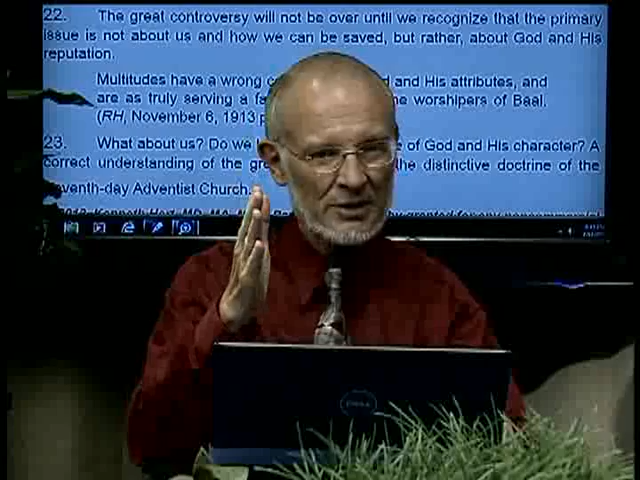 22. The great controversy will not be over until we recognize that the primary
issue is not about us and how we can be saved, but rather, about God and His
reputation.
Multitudes have a wrong and His attributes, and
are as truly serving a worshipers of Baal.
(RH, November 6, 1913
23. What about us? Do we of God and His character? A
correct understanding of the the distinctive doctrine of the
eventh-day Adventist Church.
DELL